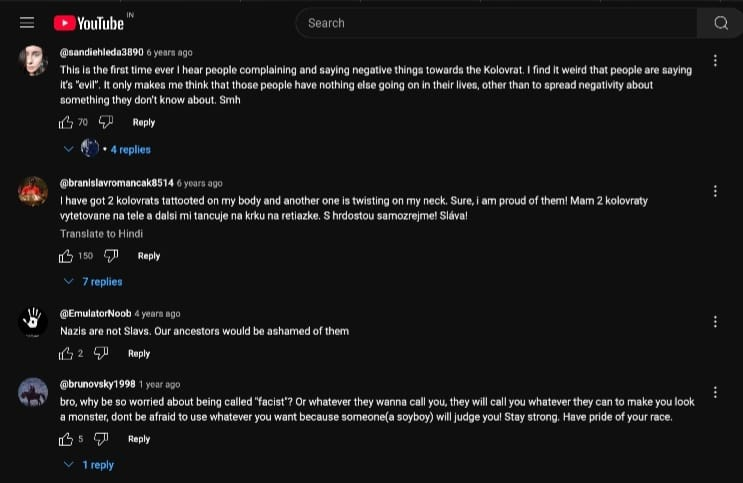 YouTube IN
Search
@sandiehleda3890 6 years ago
This is the first time ever I hear people complaining and saying negative things towards the Kolovrat. I find it weird that people are saying
it's "evil". It only makes me think that those people have nothing else going on in their lives, other than to spread negativity about
something they don't know about. Smh
70 Reply
4 replies
@branislavromancak8514 6 years ago
I have got 2 kolovrats tattooted on my body and another one is twisting on my neck. Sure, i am proud of them! Mam 2 kolovraty
vytetovane na tele a dalsi mi tancuje na krku na retiazke. S hrdostou samozrejme! Sláva!
Translate to Hindi
150 Reply
7 replies
@EmulatorNoob 4 years ago
Nazis are not Slavs. Our ancestors would be ashamed of them
2 Reply
@brunovsky1998 1 year ago
bro, why be so worried about being called "facist"? Or whatever they wanna call you, they will call you whatever they can to make you look
a monster, dont be afraid to use whatever you want because someone(a soyboy) will judge you! Stay strong. Have pride of your race.
5 Reply
1 reply